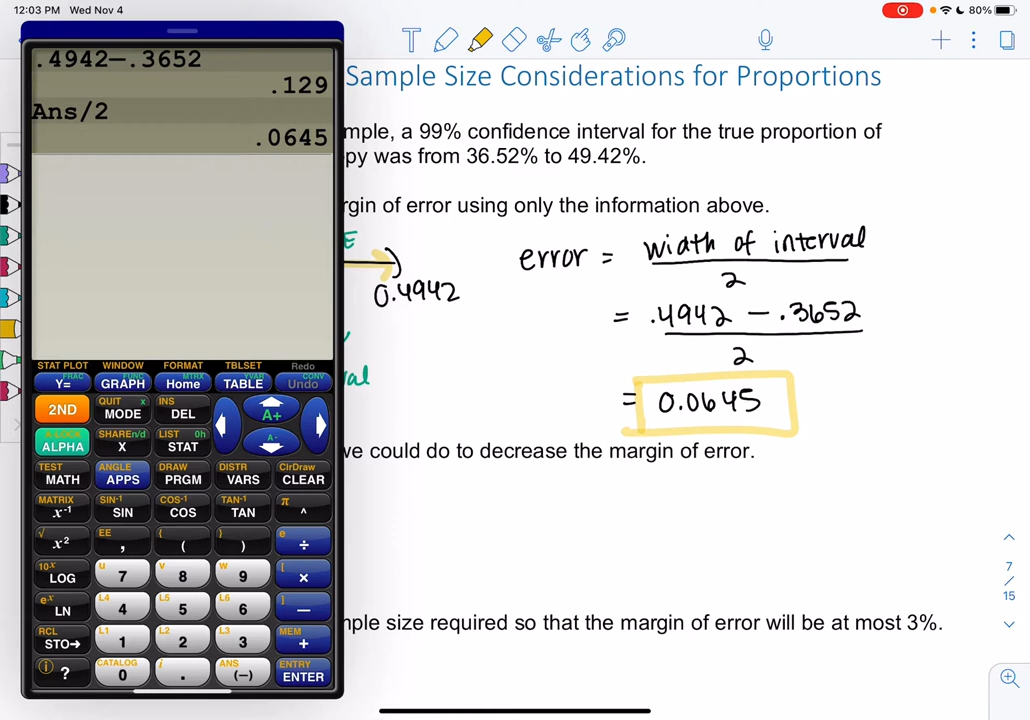 12:03 PM Wed Nov 4
80%
.4942−.3652
.129
Ans/2
.0645
Sample Size Considerations for Proportions
mple, a 99% confidence interval for the true proportion of
py was from 36.52% to 49.42%.
rgin of error using only the information above.
E
0.4942
al
error = width of interval
2
= .4942 − .3652
2
= 0.0645
ve could do to decrease the margin of error.
mple size required so that the margin of error will be at most 3%.
7
/
15
STAT PLOT WINDOW FORMAT TBLSET Redo
Y= GRAPH Home TABLE Undo
QUIT x INS
2ND MODE DEL A+
SHARE n/d LIST 0h A-
ALPHA X STAT
TEST ANGLE DRAW DISTR ClrDraw
MATH APPS PRGM VARS CLEAR
MATRIX SIN-1 COS-1 TAN-1 π
x-1 SIN COS TAN ^
√ EE { } e
x2 , ( ) ÷
10x u v w [
LOG 7 8 9 ×
ex L4 L5 L6 ]
LN 4 5 6 −
RCL L1 L2 L3 MEM
STO→ 1 2 3 +
CATALOG i ANS ENTRY
? 0 . (−) ENTER